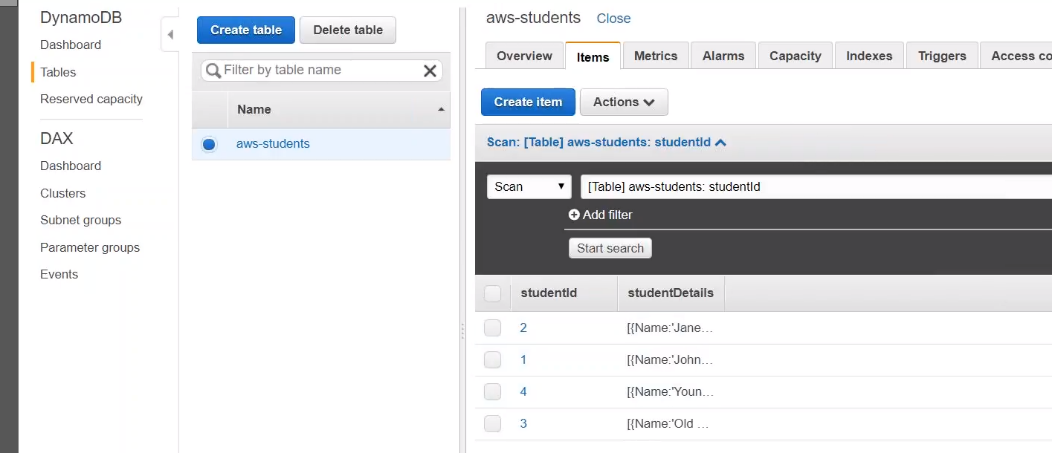 DynamoDB
Dashboard
Tables
Reserved capacity
DAX
Dashboard
Clusters
Subnet groups
Parameter groups
Events
Create table Delete table
Filter by table name
Name
aws-students
aws-students Close
Overview Items Metrics Alarms Capacity Indexes Triggers Access co
Create item Actions
Scan: [Table] aws-students: studentId
Scan [Table] aws-students: studentId
Add filter
Start search
studentId studentDetails
2 [{Name:'Jane…
1 [{Name:'John…
4 [{Name:'Youn…
3 [{Name:'Old …